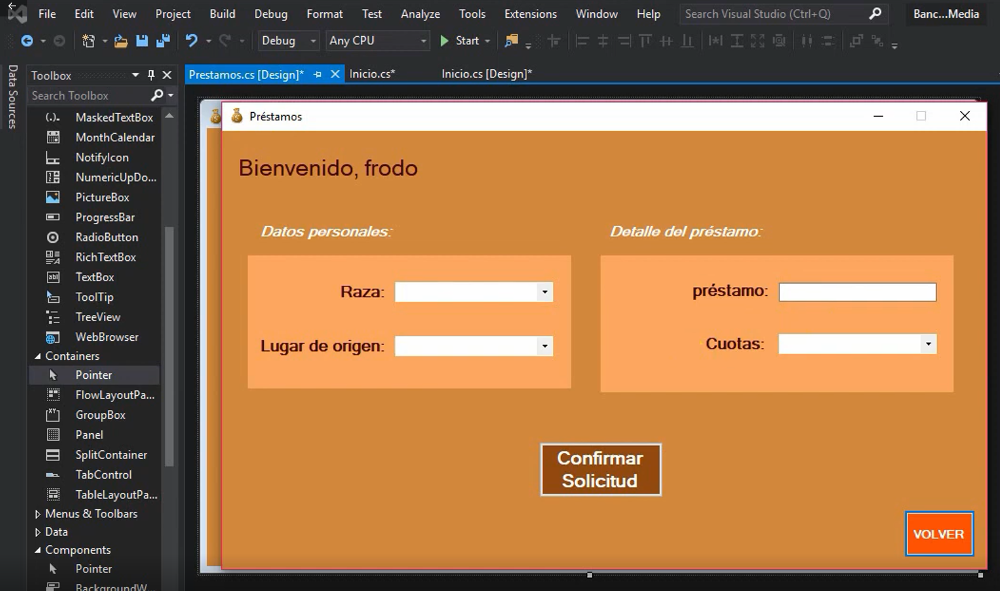 File Edit View Project Build Debug Format Test Analyze Tools Extensions Window Help Search Visual Studio (Ctrl+Q) Banc...Media
Debug Any CPU Start
Data Sources
Toolbox
Prestamos.cs [Design]* Inicio.cs* Inicio.cs [Design]*
Search Toolbox
MaskedTextBox
MonthCalendar
NotifyIcon
NumericUpDo...
PictureBox
ProgressBar
RadioButton
RichTextBox
TextBox
ToolTip
TreeView
WebBrowser
Containers
Pointer
FlowLayoutPa...
GroupBox
Panel
SplitContainer
TabControl
TableLayoutPa...
Menus & Toolbars
Data
Components
Pointer
BackgroundW...
Préstamos
Bienvenido, frodo
Datos personales:
Raza:
Lugar de origen:
Detalle del préstamo:
préstamo:
Cuotas:
Confirmar
Solicitud
VOLVER